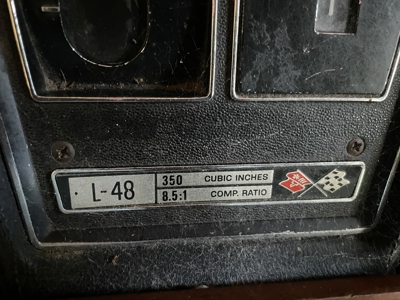 L-48
350 CUBIC INCHES
8.5:1 COMP. RATIO